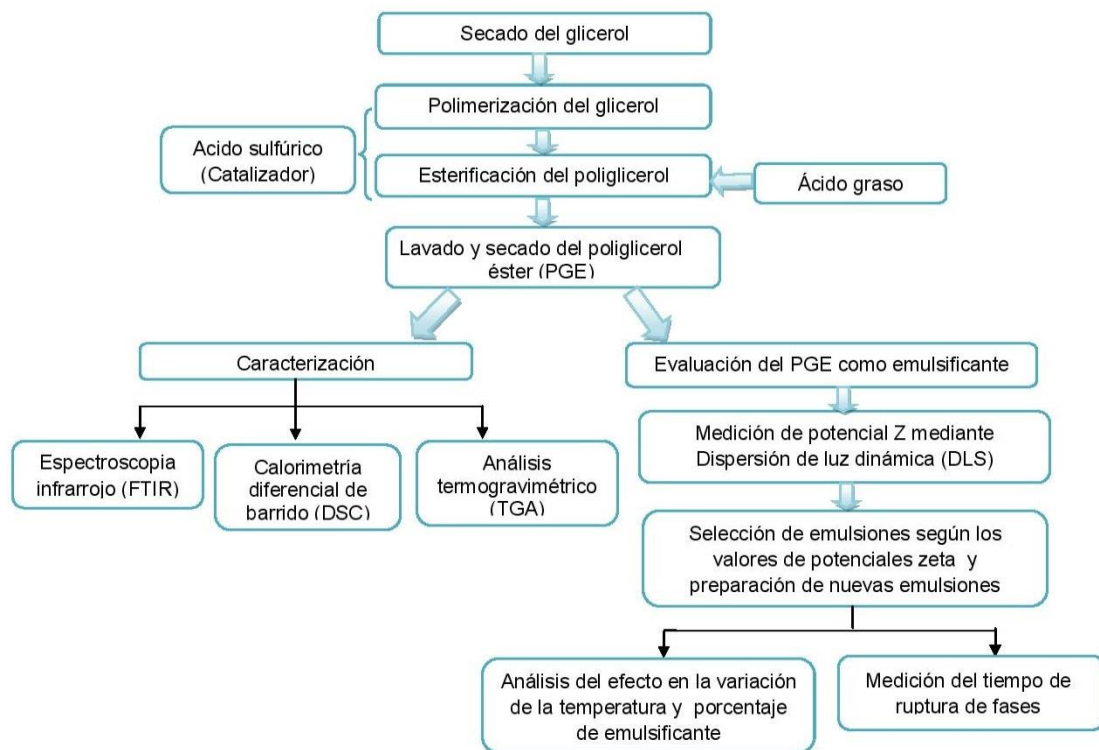 Secado del glicerol
Polimerización del glicerol
Acido sulfúrico
(Catalizador)
Esterificación del poliglicerol
Ácido graso
Lavado y secado del poliglicerol
éster (PGE)
Caracterización
Evaluación del PGE como emulsificante
Espectroscopia
infrarrojo (FTIR)
Calorimetría
diferencial de
barrido (DSC)
Análisis
termogravimétrico
(TGA)
Medición de potencial Z mediante
Dispersión de luz dinámica (DLS)
Selección de emulsiones según los
valores de potenciales zeta y
preparación de nuevas emulsiones
Análisis del efecto en la variación
de la temperatura y porcentaje
de emulsificante
Medición del tiempo de
ruptura de fases